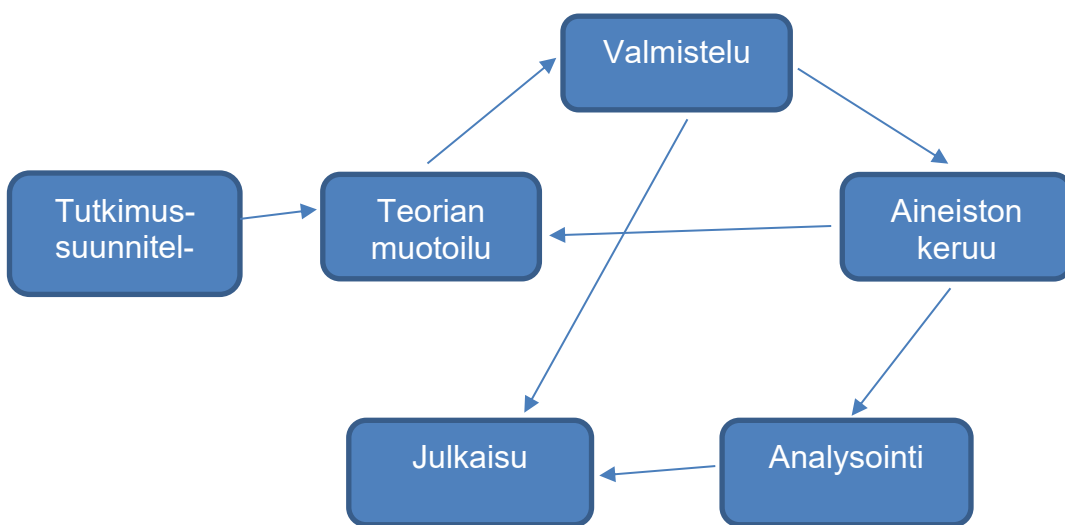 Valmistelu
Tutkimus-
suunnitel-
Teorian
muotoilu
Aineiston
keruu
Julkaisu
Analysointi